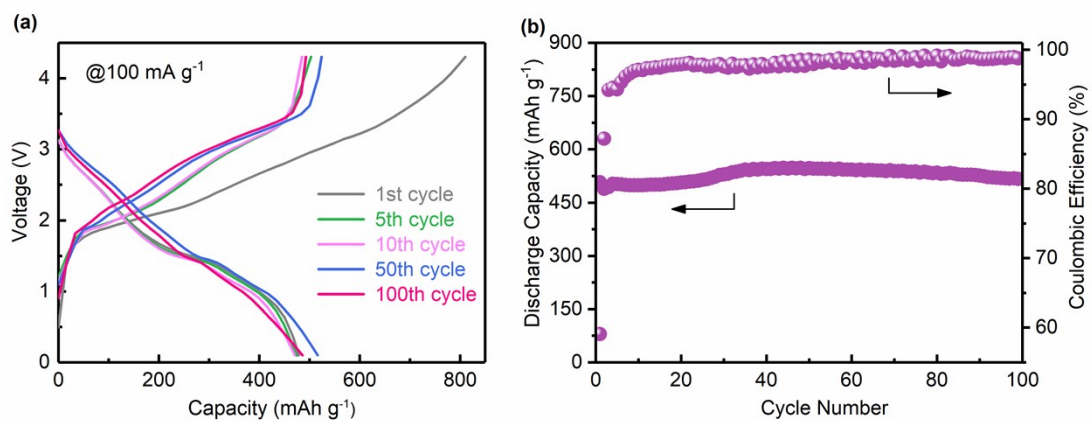 (a)
@100 mA g⁻¹
4
3
2
1
0
Voltage (V)
1st cycle
5th cycle
10th cycle
50th cycle
100th cycle
0 200 400 600 800
Capacity (mAh g⁻¹)
(b)
900
750
600
450
300
150
0
Discharge Capacity (mAh g⁻¹)
100
90
80
70
60
Coulombic Efficiency (%)
0 20 40 60 80 100
Cycle Number